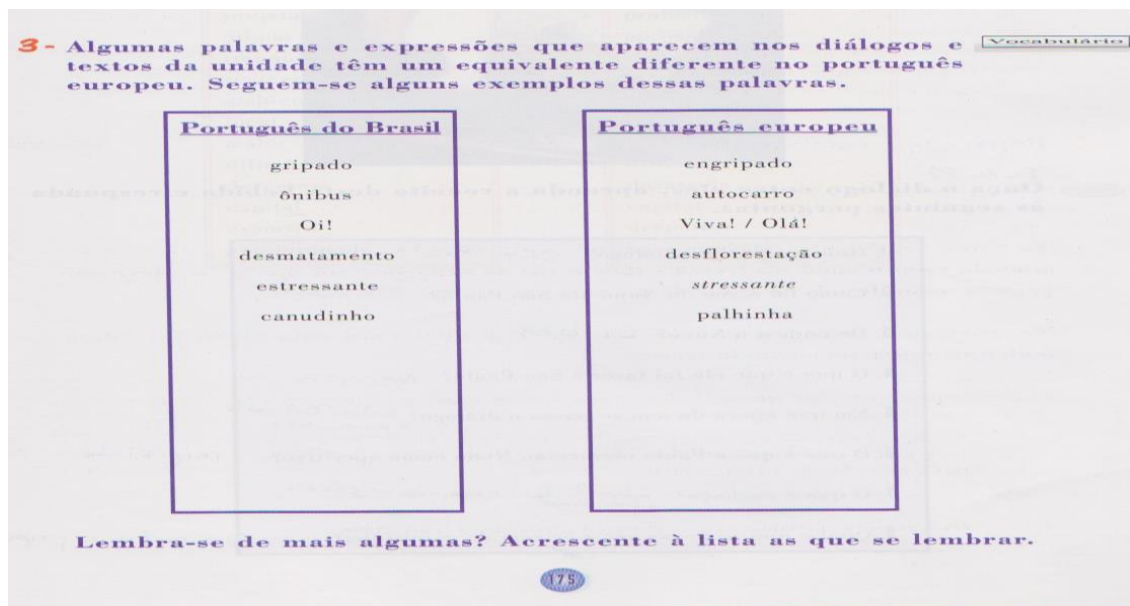 3 - Algumas palavras e expressões que aparecem nos diálogos e
textos da unidade têm um equivalente diferente no português
europeu. Seguem-se alguns exemplos dessas palavras.
Vocabulário
Português do Brasil
gripado
ônibus
Oi!
desmatamento
estressante
canudinho
Português europeu
engripado
autocarro
Viva! / Olá!
desflorestação
stressante
palhinha
Lembra-se de mais algumas? Acrescente à lista as que se lembrar.
175